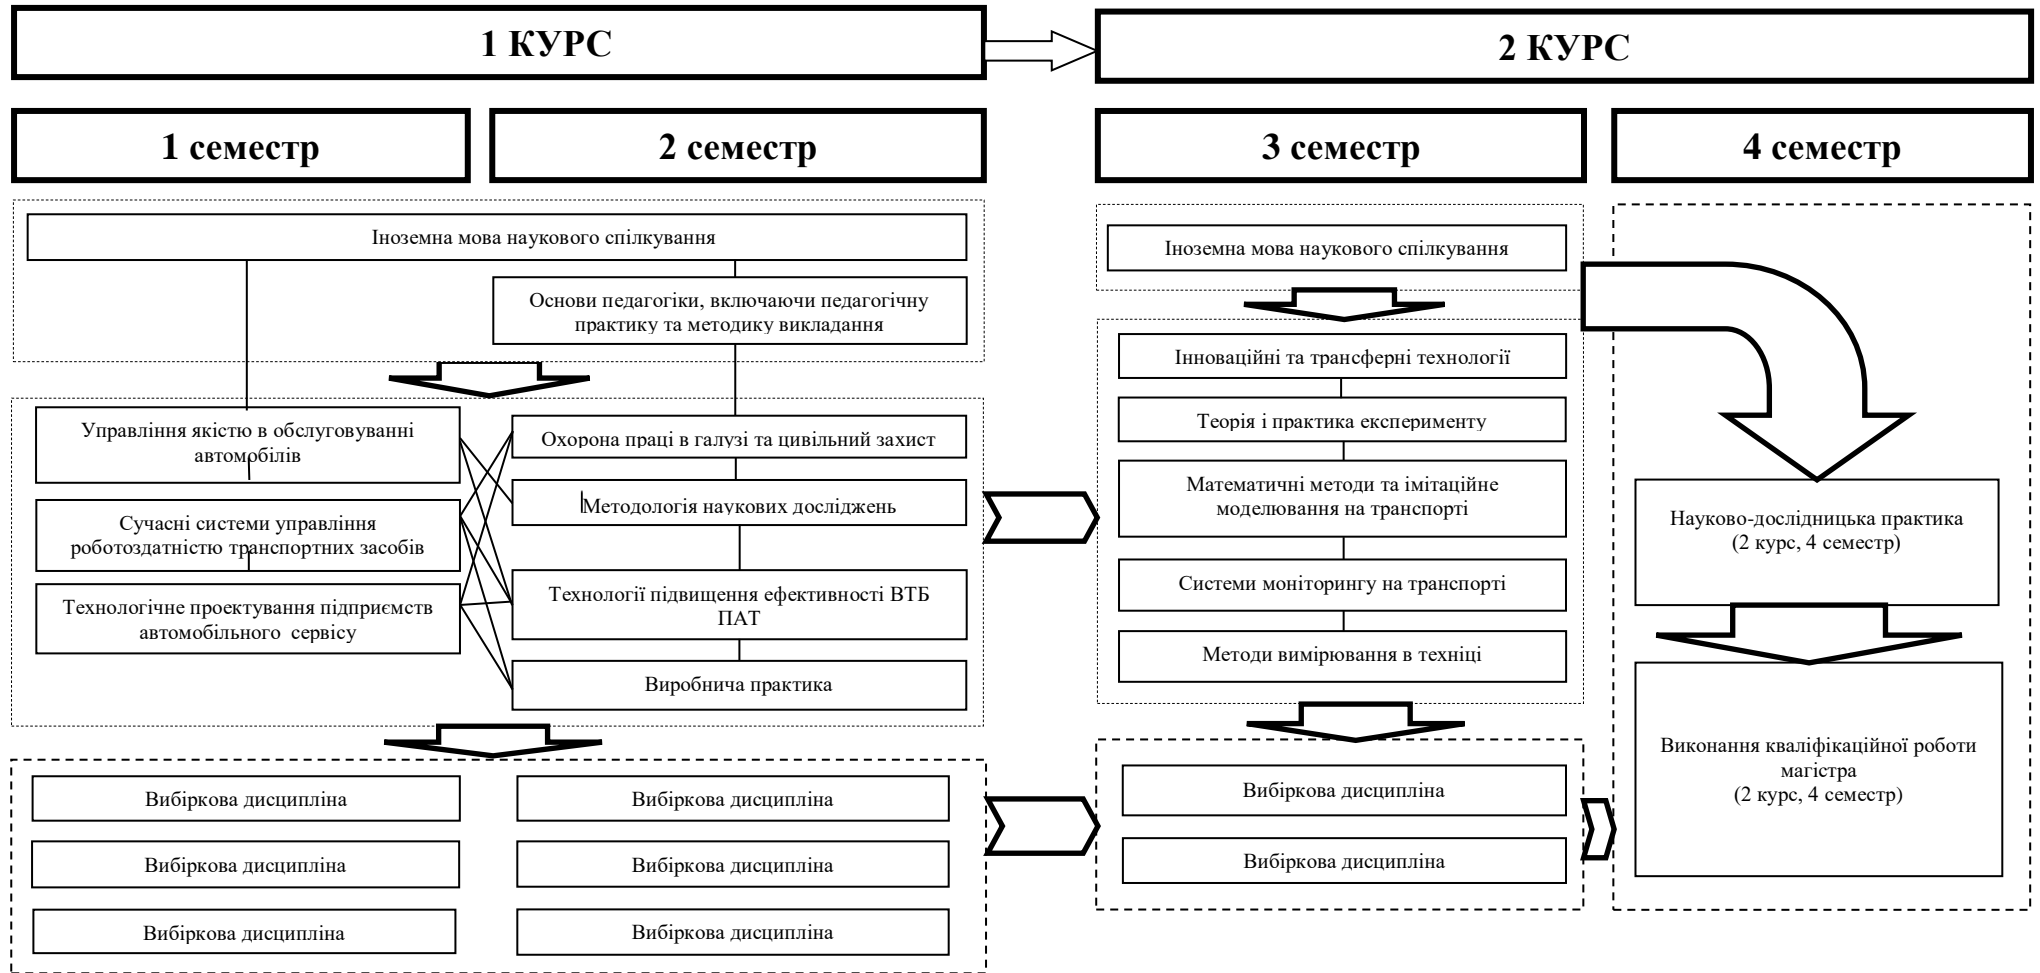 1 КУРС
2 КУРС
1 семестр
2 семестр
3 семестр
4 семестр
Іноземна мова наукового спілкування
Основи педагогіки, включаючи педагогічну
практику та методику викладання
Управління якістю в обслуговуванні
автомобілів
Сучасні системи управління
роботоздатністю транспортних засобів
Технологічне проектування підприємств
автомобільного сервісу
Охорона праці в галузі та цивільний захист
Методологія наукових досліджень
Технології підвищення ефективності ВТБ
ПАТ
Виробнича практика
Вибіркова дисципліна
Вибіркова дисципліна
Вибіркова дисципліна
Вибіркова дисципліна
Вибіркова дисципліна
Вибіркова дисципліна
Іноземна мова наукового спілкування
Інноваційні та трансферні технології
Теорія і практика експерименту
Математичні методи та імітаційне
моделювання на транспорті
Системи моніторингу на транспорті
Методи вимірювання в техніці
Вибіркова дисципліна
Вибіркова дисципліна
Науково-дослідницька практика
(2 курс, 4 семестр)
Виконання кваліфікаційної роботи
магістра
(2 курс, 4 семестр)